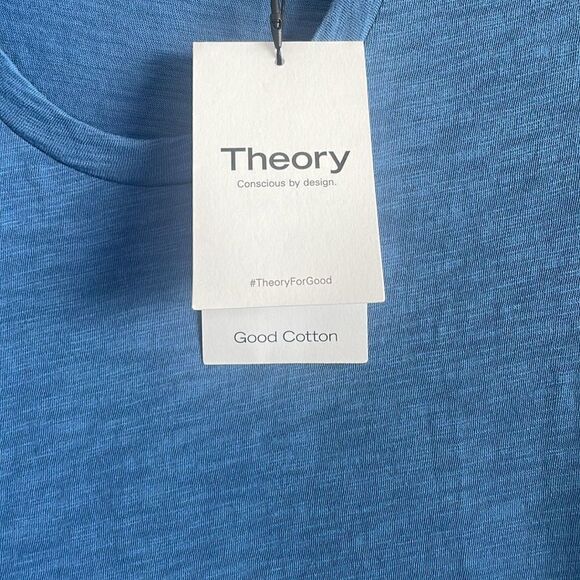 Theory
Conscious by design.
#TheoryForGood
Good Cotton